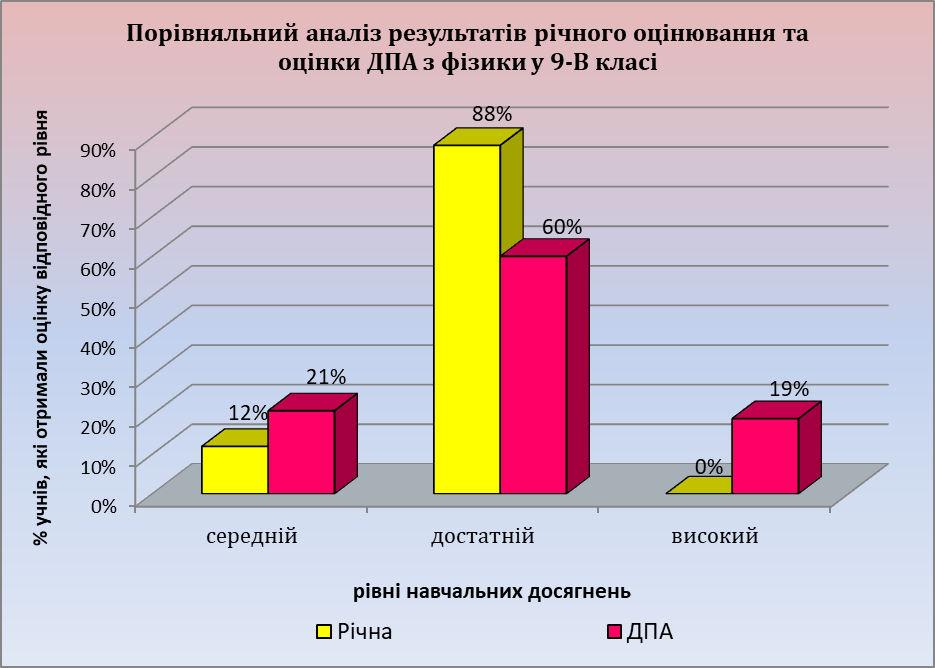 Порівняльний аналіз результатів річного оцінювання та
оцінки ДПА з фізики у 9-В класі
% учнів, які отримали оцінку відповідного рівня
90%
80%
70%
60%
50%
40%
30%
20%
10%
0%
12%
21%
88%
60%
0%
19%
середній
достатній
високий
рівні навчальних досягнень
Річна
ДПА